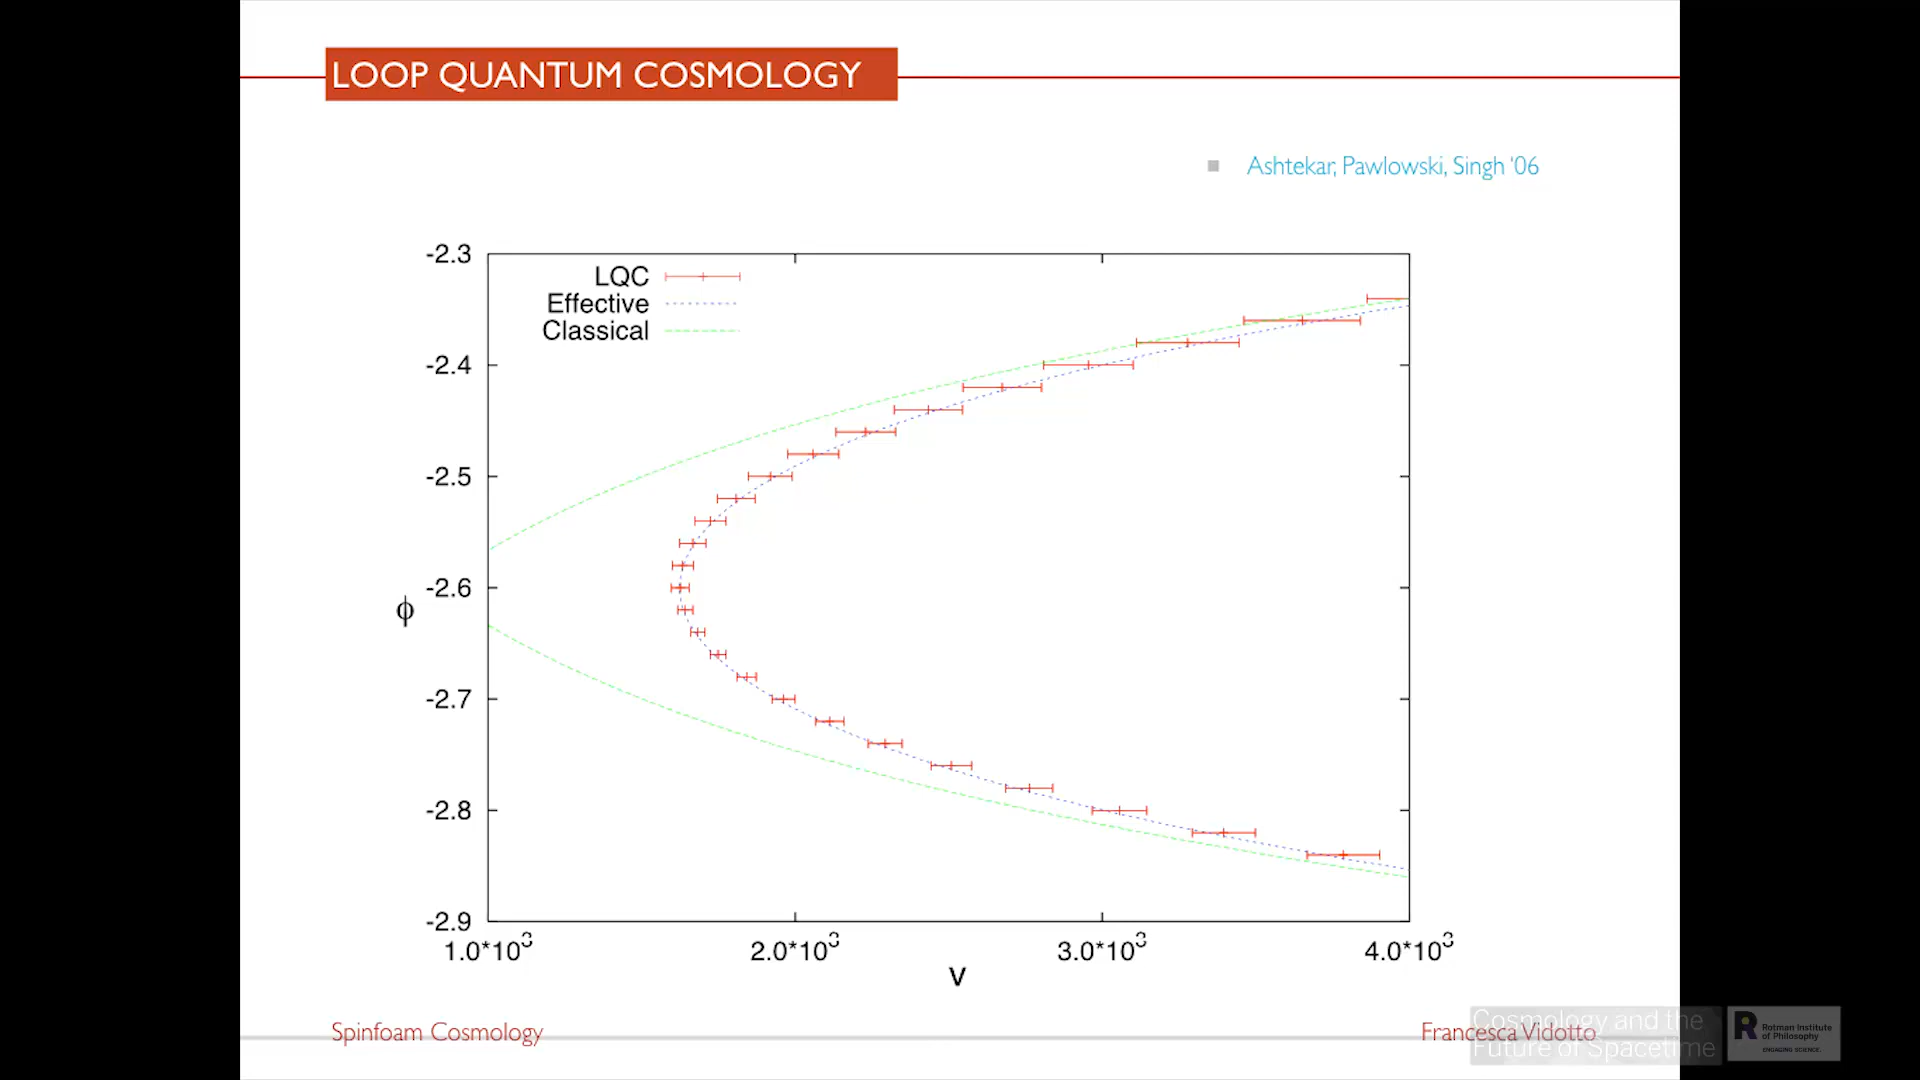 LOOP QUANTUM COSMOLOGY
Ashtekar, Pawlowski, Singh '06
-2.3
LQC
Effective
Classical
-2.4
-2.5
-2.6
ϕ
-2.7
-2.8
-2.9
1.0*10³ 2.0*10³ 3.0*10³ 4.0*10³
v
Spinfoam Cosmology
Francesca Vidotto
Cosmology and the
Future of Spacetime
R Rotman Institute
of Philosophy
ENGAGING SCIENCE.